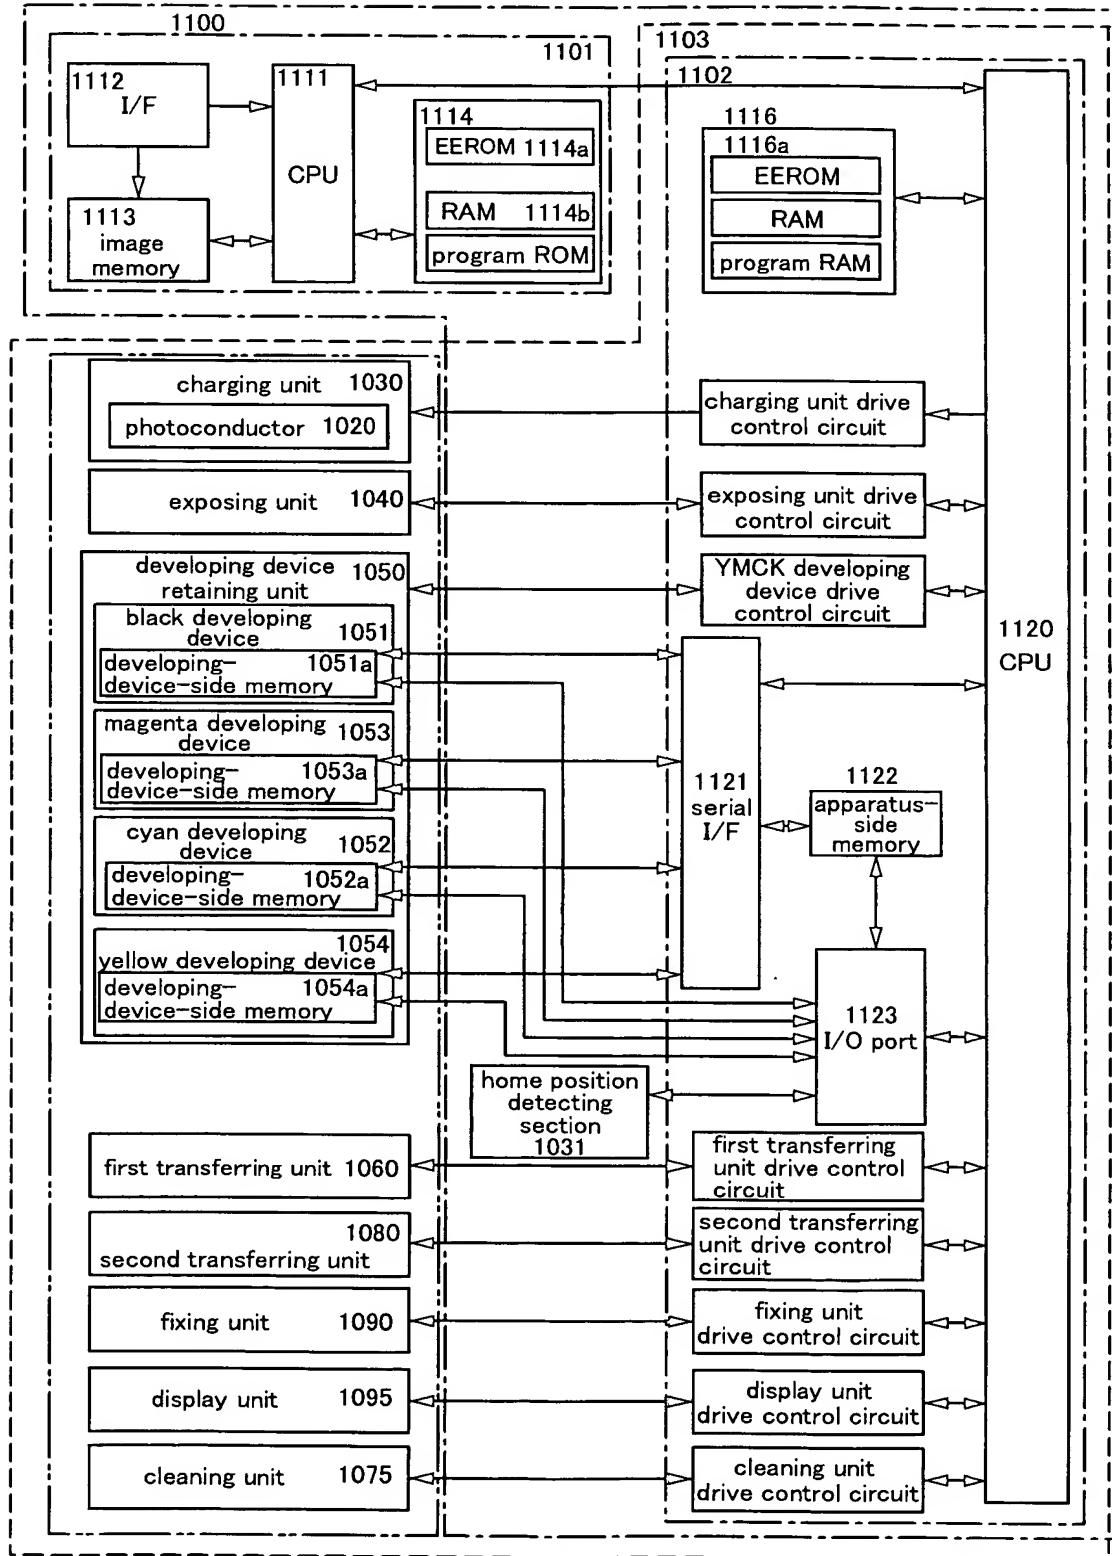 1100
1101
1112
I/F
1111
CPU
1113
image
memory
1114
EEROM 1114a
RAM 1114b
program ROM
1103
1102
1116
1116a
EEROM
RAM
program RAM
1120
CPU
charging unit 1030
photoconductor 1020
charging unit drive
control circuit
exposing unit 1040
exposing unit drive
control circuit
developing device
retaining unit
1050
YMCK developing
device drive
control circuit
black developing
device
1051
developing-
device-side memory
1051a
magenta developing
device
1053
developing-
device-side memory
1053a
cyan developing
device
1052
developing-
device-side memory
1052a
1054
yellow developing device
developing-
device-side memory
1054a
1121
serial
I/F
1122
apparatus-
side
memory
1123
I/O port
home position
detecting
section
1031
first transferring unit 1060
first transferring
unit drive control
circuit
1080
second transferring unit
second transferring
unit drive control
circuit
fixing unit 1090
fixing unit
drive control circuit
display unit 1095
display unit
drive control circuit
cleaning unit 1075
cleaning unit
drive control circuit